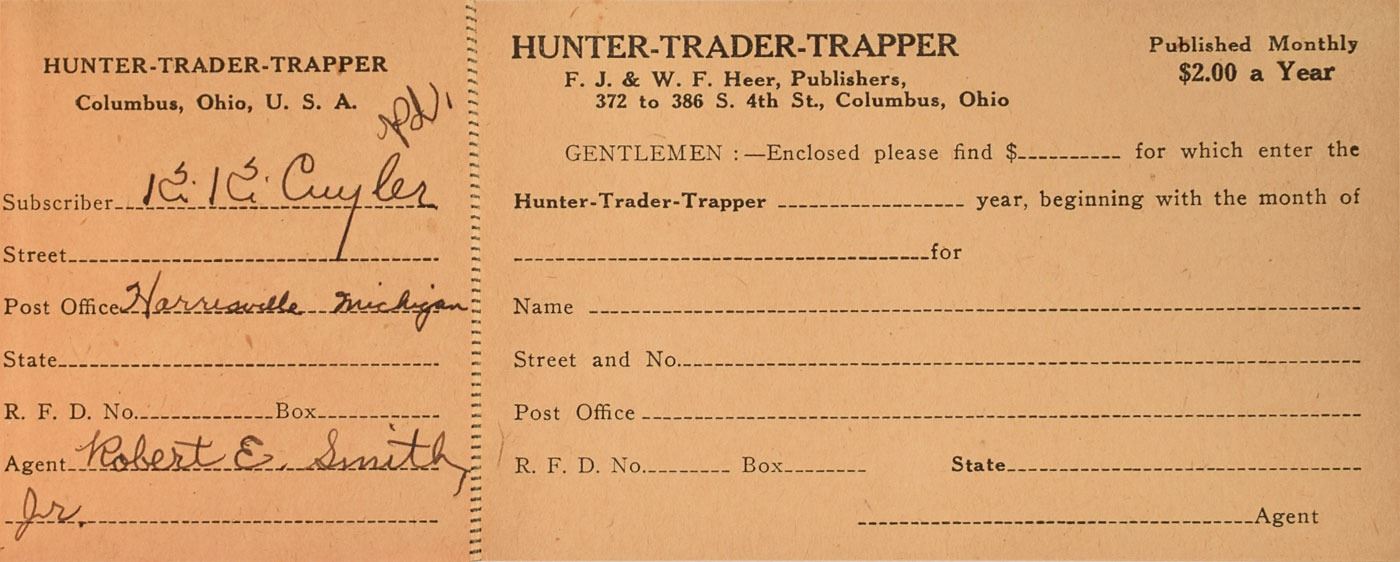 HUNTER-TRADER-TRAPPER
Columbus, Ohio, U. S. A.
Subscriber K. K. Cuyler
Street
Post Office Harrisville Michigan
State
R. F. D. No. Box
Agent Robert E. Smith,
Jr.
HUNTER-TRADER-TRAPPER
F. J. & W. F. Heer, Publishers,
372 to 386 S. 4th St., Columbus, Ohio
Published Monthly
$2.00 a Year
GENTLEMEN :—Enclosed please find $ for which enter the
Hunter-Trader-Trapper year, beginning with the month of
for
Name
Street and No.
Post Office
R. F. D. No. Box State
Agent